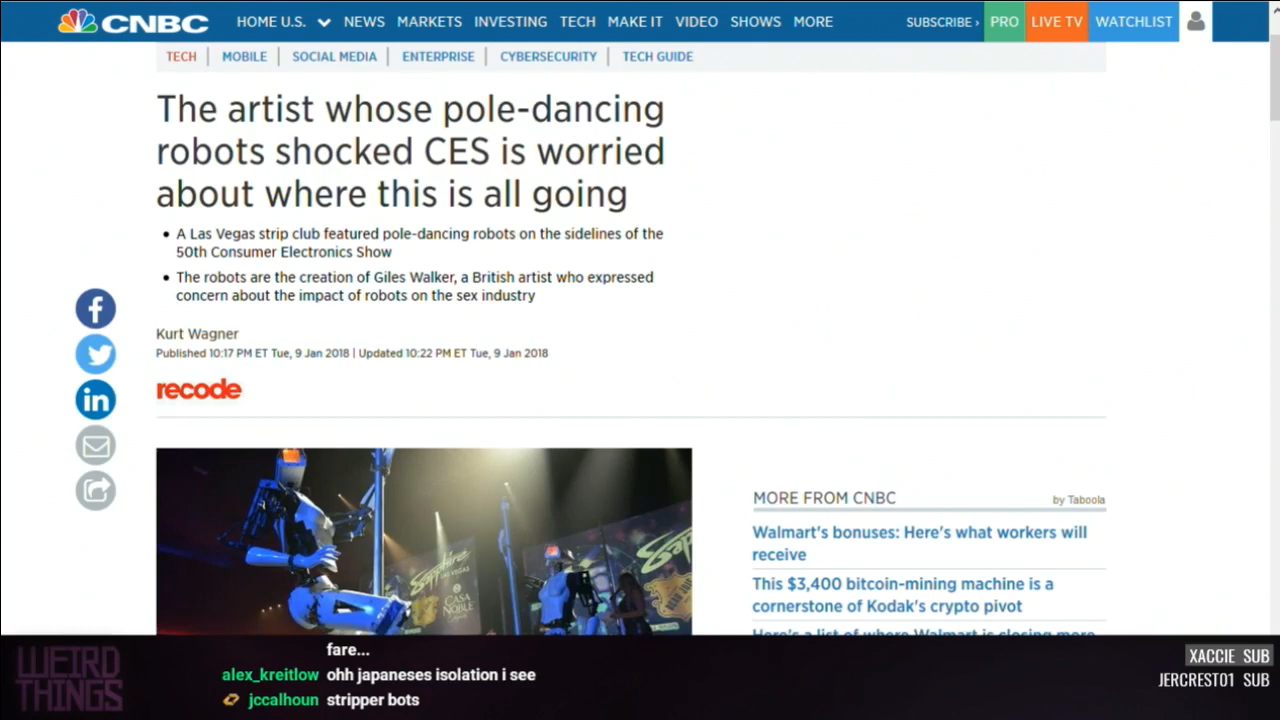 CNBC HOME U.S. NEWS MARKETS INVESTING TECH MAKE IT VIDEO SHOWS MORE SUBSCRIBE › PRO LIVE TV WATCHLIST
TECH MOBILE SOCIAL MEDIA ENTERPRISE CYBERSECURITY TECH GUIDE
The artist whose pole-dancing
robots shocked CES is worried
about where this is all going
• A Las Vegas strip club featured pole-dancing robots on the sidelines of the
50th Consumer Electronics Show
• The robots are the creation of Giles Walker, a British artist who expressed
concern about the impact of robots on the sex industry
Kurt Wagner
Published 10:17 PM ET Tue, 9 Jan 2018 | Updated 10:22 PM ET Tue, 9 Jan 2018
recode
Sapphire
LAS VEGAS
CASA
NOBLE
Sapp
MORE FROM CNBC
by Taboola
Walmart's bonuses: Here's what workers will
receive
This $3,400 bitcoin-mining machine is a
cornerstone of Kodak's crypto pivot
Here's a list of where Walmart is closing more
WEIRD
THINGS
fare...
alex_kreitlow ohh japaneses isolation i see
jccalhoun stripper bots
XACCIE SUB
JERCREST01 SUB